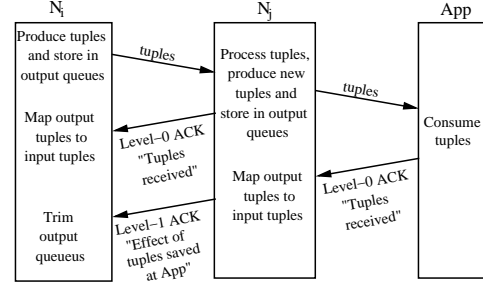 N_i
N_j
App
Produce tuples
and store in
output queues
Map output
tuples to
input tuples
Trim
output
queueus
tuples
Level-0 ACK
"Tuples
received"
Level-1 ACK
"Effect of
tuples saved
at App"
Process tuples,
produce new
tuples and
store in output
queues
Map output
tuples to
input tuples
tuples
Level-0 ACK
"Tuples
received"
Consume
tuples